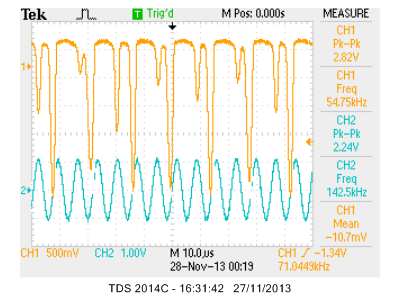 Tek T Trig'd M Pos: 0.000s MEASURE
CH1
Pk-Pk
2.82V
CH1
Freq
54.75kHz
CH2
Pk-Pk
2.24V
CH2
Freq
142.5kHz
CH1
Mean
-10.7mV
1
2
CH1 500mV CH2 1.00V M 10.0µs CH1 -1.34V
28-Nov-13 00:19 71.0449kHz
TDS 2014C - 16:31:42 27/11/2013